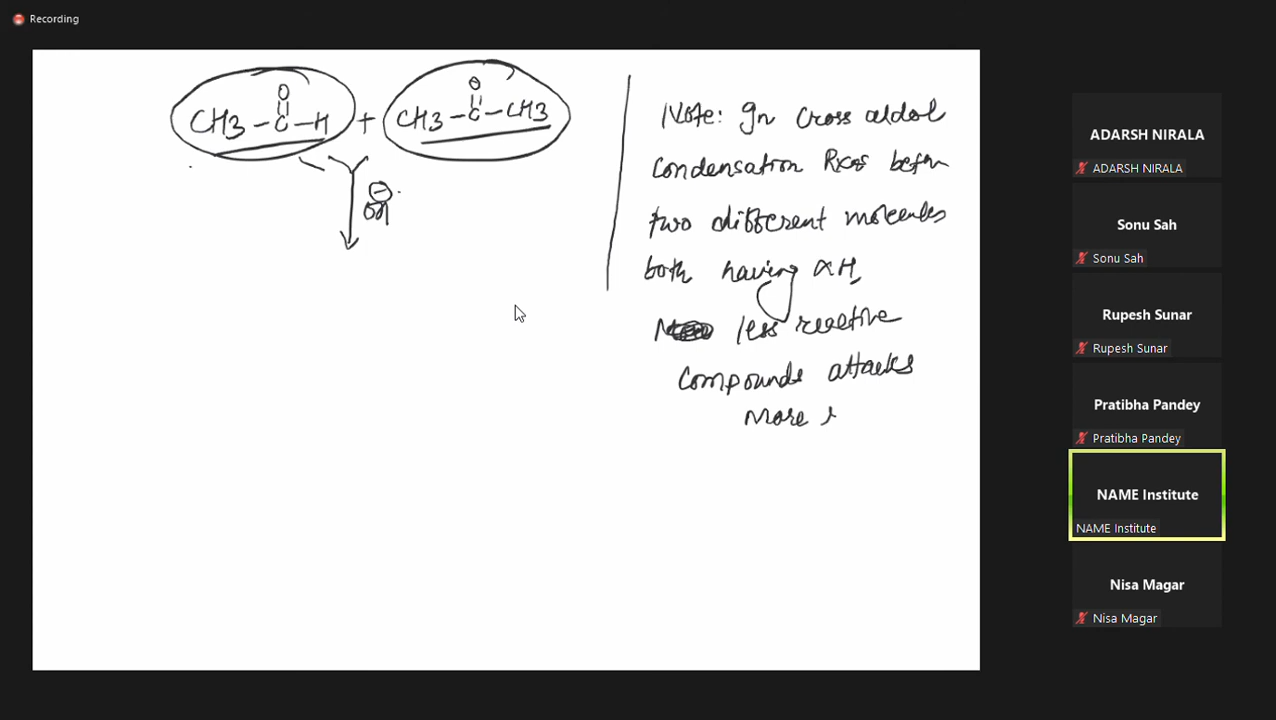 Recording
CH3-C-H + CH3-C-CH3
O
O
OH
Note: In Cross aldol
Condensation Rxns
two different molecules
both having αH
less reactive
Compounds attacks
More
ADARSH NIRALA
ADARSH NIRALA
Sonu Sah
Sonu Sah
Rupesh Sunar
Rupesh Sunar
Pratibha Pandey
Pratibha Pandey
NAME Institute
NAME Institute
Nisa Magar
Nisa Magar